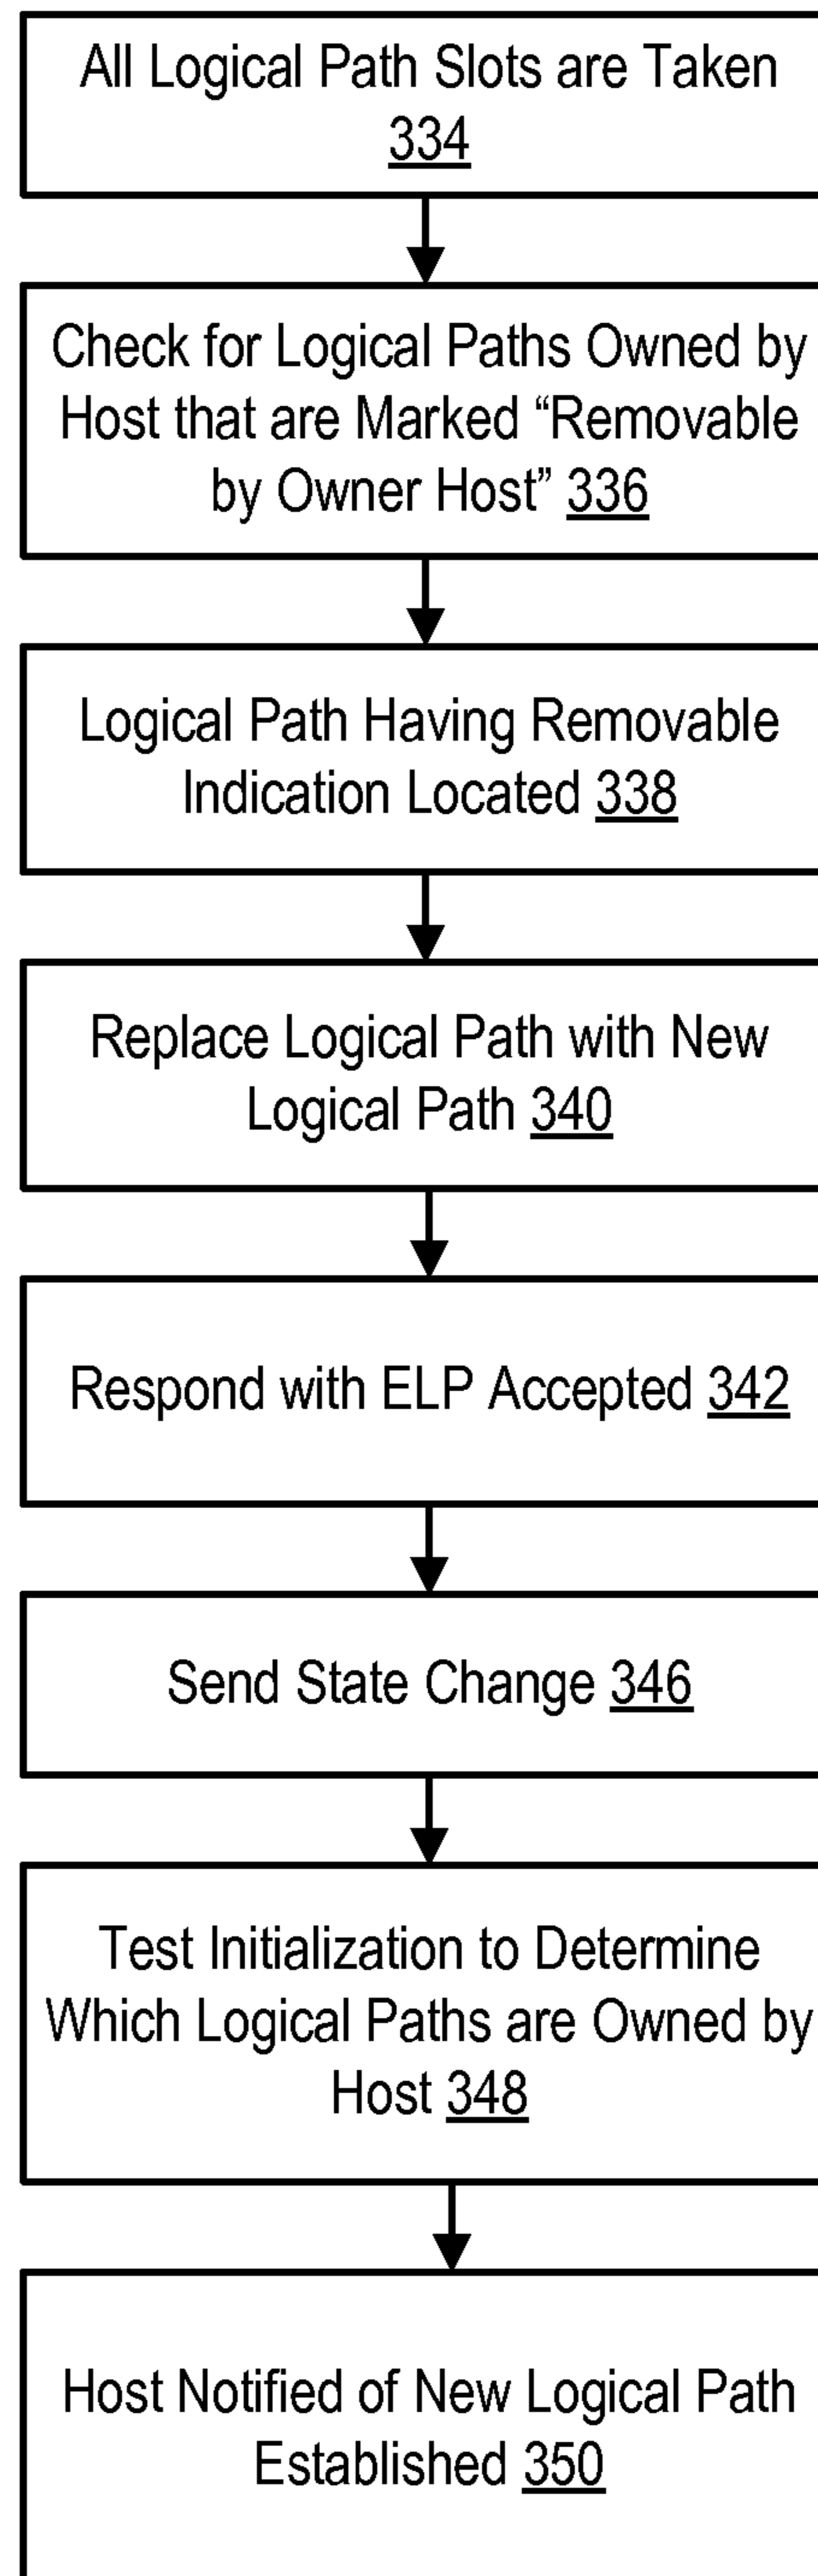 All Logical Path Slots are Taken
334
Check for Logical Paths Owned by
Host that are Marked “Removable
by Owner Host” 336
Logical Path Having Removable
Indication Located 338
Replace Logical Path with New
Logical Path 340
Respond with ELP Accepted 342
Send State Change 346
Test Initialization to Determine
Which Logical Paths are Owned by
Host 348
Host Notified of New Logical Path
Established 350